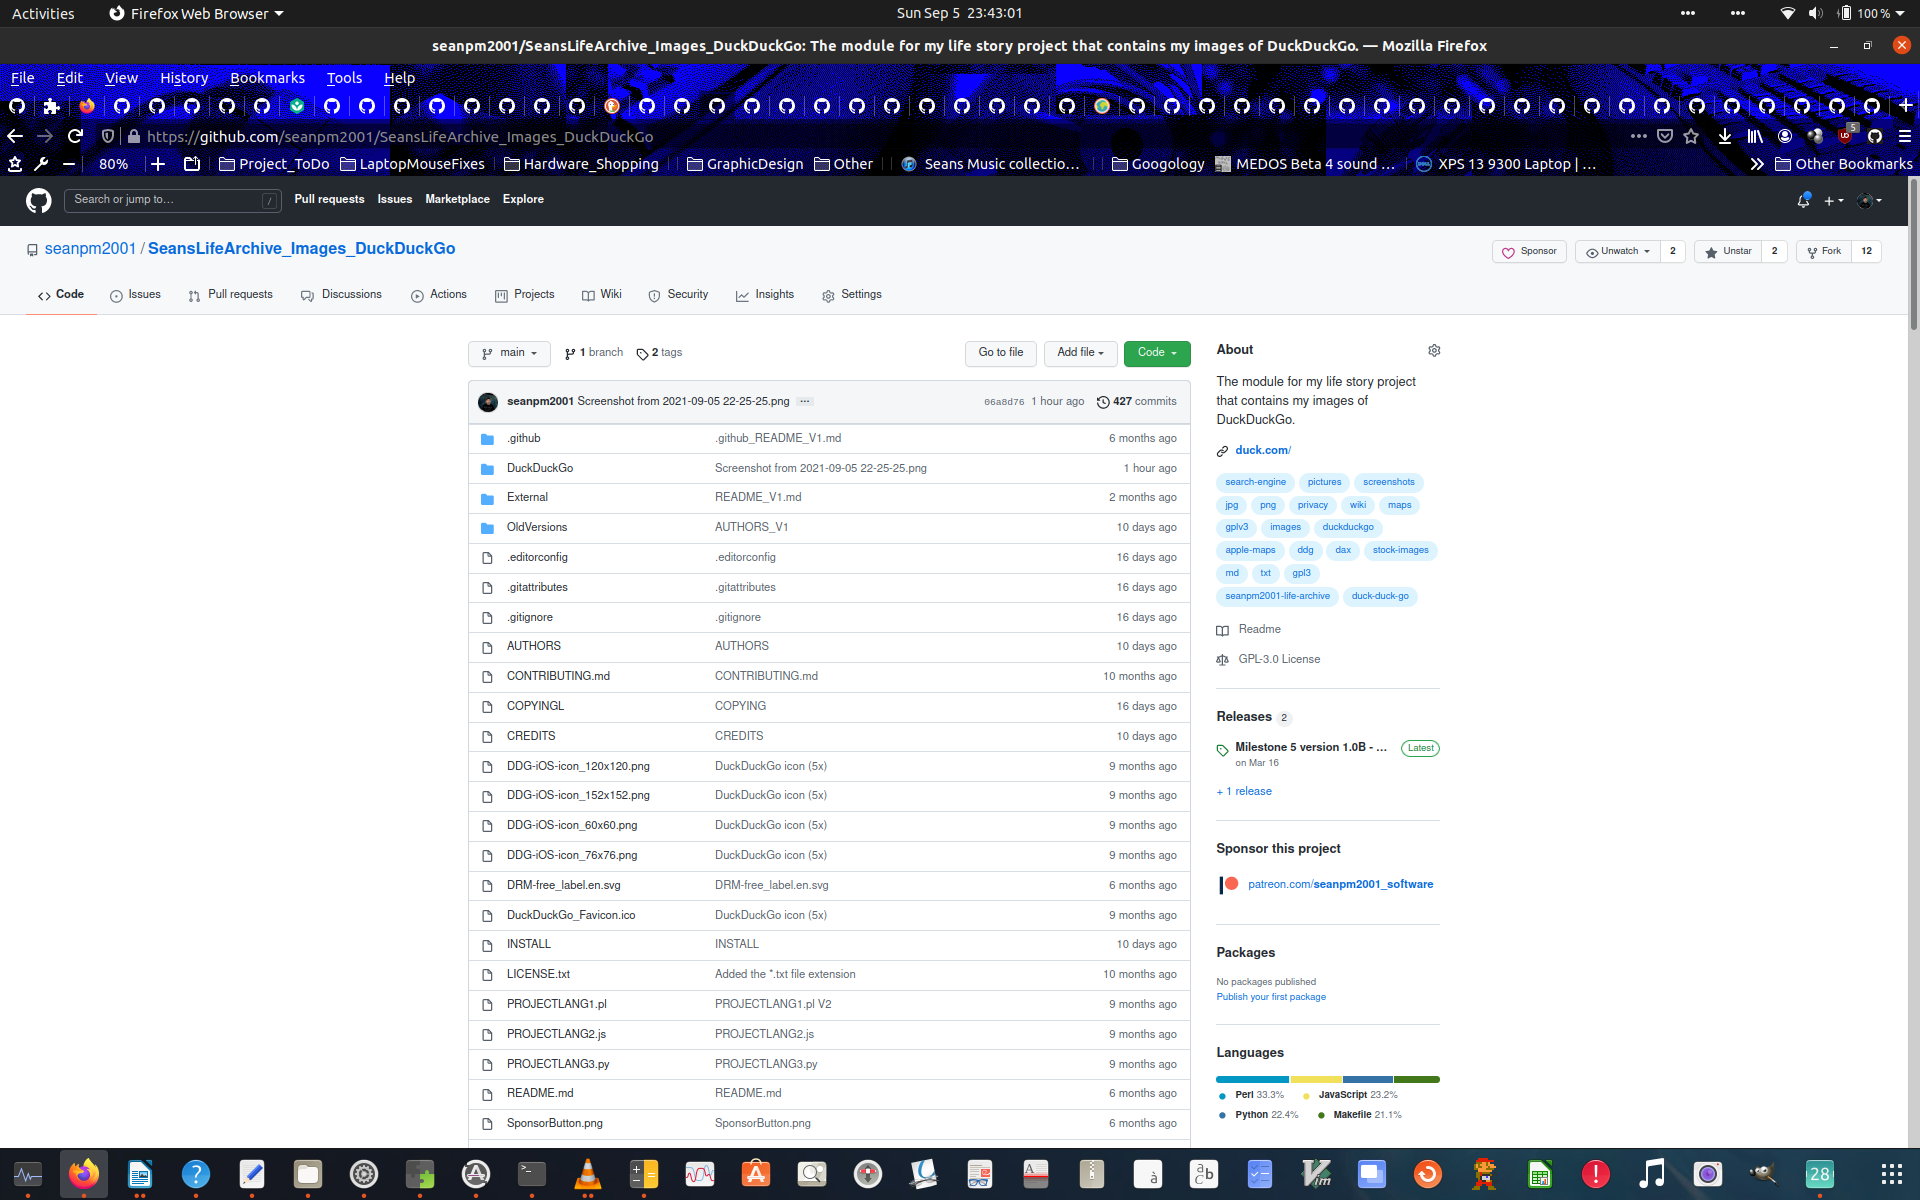 Activities Firefox Web Browser Sun Sep 5 23:43:01 100 %
seanpm2001/SeansLifeArchive_Images_DuckDuckGo: The module for my life story project that contains my images of DuckDuckGo. — Mozilla Firefox
File Edit View History Bookmarks Tools Help
https://github.com/seanpm2001/SeansLifeArchive_Images_DuckDuckGo 5
80% Project_ToDo LaptopMouseFixes Hardware_Shopping GraphicDesign Other Seans Music collectio… Googology MEDOS Beta 4 sound … XPS 13 9300 Laptop | … Other Bookmarks
Search or jump to… / Pull requests Issues Marketplace Explore
seanpm2001 / SeansLifeArchive_Images_DuckDuckGo Sponsor Unwatch 2 Unstar 2 Fork 12
Code Issues Pull requests Discussions Actions Projects Wiki Security Insights Settings
main 1 branch 2 tags Go to file Add file Code
seanpm2001 Screenshot from 2021-09-05 22-25-25.png ... 06a8d76 1 hour ago 427 commits
.github .github_README_V1.md 6 months ago
DuckDuckGo Screenshot from 2021-09-05 22-25-25.png 1 hour ago
External README_V1.md 2 months ago
OldVersions AUTHORS_V1 10 days ago
.editorconfig .editorconfig 16 days ago
.gitattributes .gitattributes 16 days ago
.gitignore .gitignore 16 days ago
AUTHORS AUTHORS 10 days ago
CONTRIBUTING.md CONTRIBUTING.md 10 months ago
COPYINGL COPYING 16 days ago
CREDITS CREDITS 10 days ago
DDG-iOS-icon_120x120.png DuckDuckGo icon (5x) 9 months ago
DDG-iOS-icon_152x152.png DuckDuckGo icon (5x) 9 months ago
DDG-iOS-icon_60x60.png DuckDuckGo icon (5x) 9 months ago
DDG-iOS-icon_76x76.png DuckDuckGo icon (5x) 9 months ago
DRM-free_label.en.svg DRM-free_label.en.svg 6 months ago
DuckDuckGo_Favicon.ico DuckDuckGo icon (5x) 9 months ago
INSTALL INSTALL 10 days ago
LICENSE.txt Added the *.txt file extension 10 months ago
PROJECTLANG1.pl PROJECTLANG1.pl V2 9 months ago
PROJECTLANG2.js PROJECTLANG2.js 9 months ago
PROJECTLANG3.py PROJECTLANG3.py 9 months ago
README.md README.md 6 months ago
SponsorButton.png SponsorButton.png 6 months ago
About
The module for my life story project
that contains my images of
DuckDuckGo.
duck.com/
search-engine pictures screenshots
jpg png privacy wiki maps
gplv3 images duckduckgo
apple-maps ddg dax stock-images
md txt gpl3
seanpm2001-life-archive duck-duck-go
Readme
GPL-3.0 License
Releases 2
Milestone 5 version 1.0B - ... Latest
on Mar 16
+ 1 release
Sponsor this project
patreon.com/seanpm2001_software
Packages
No packages published
Publish your first package
Languages
Perl 33.3% JavaScript 23.2%
Python 22.4% Makefile 21.1%
28